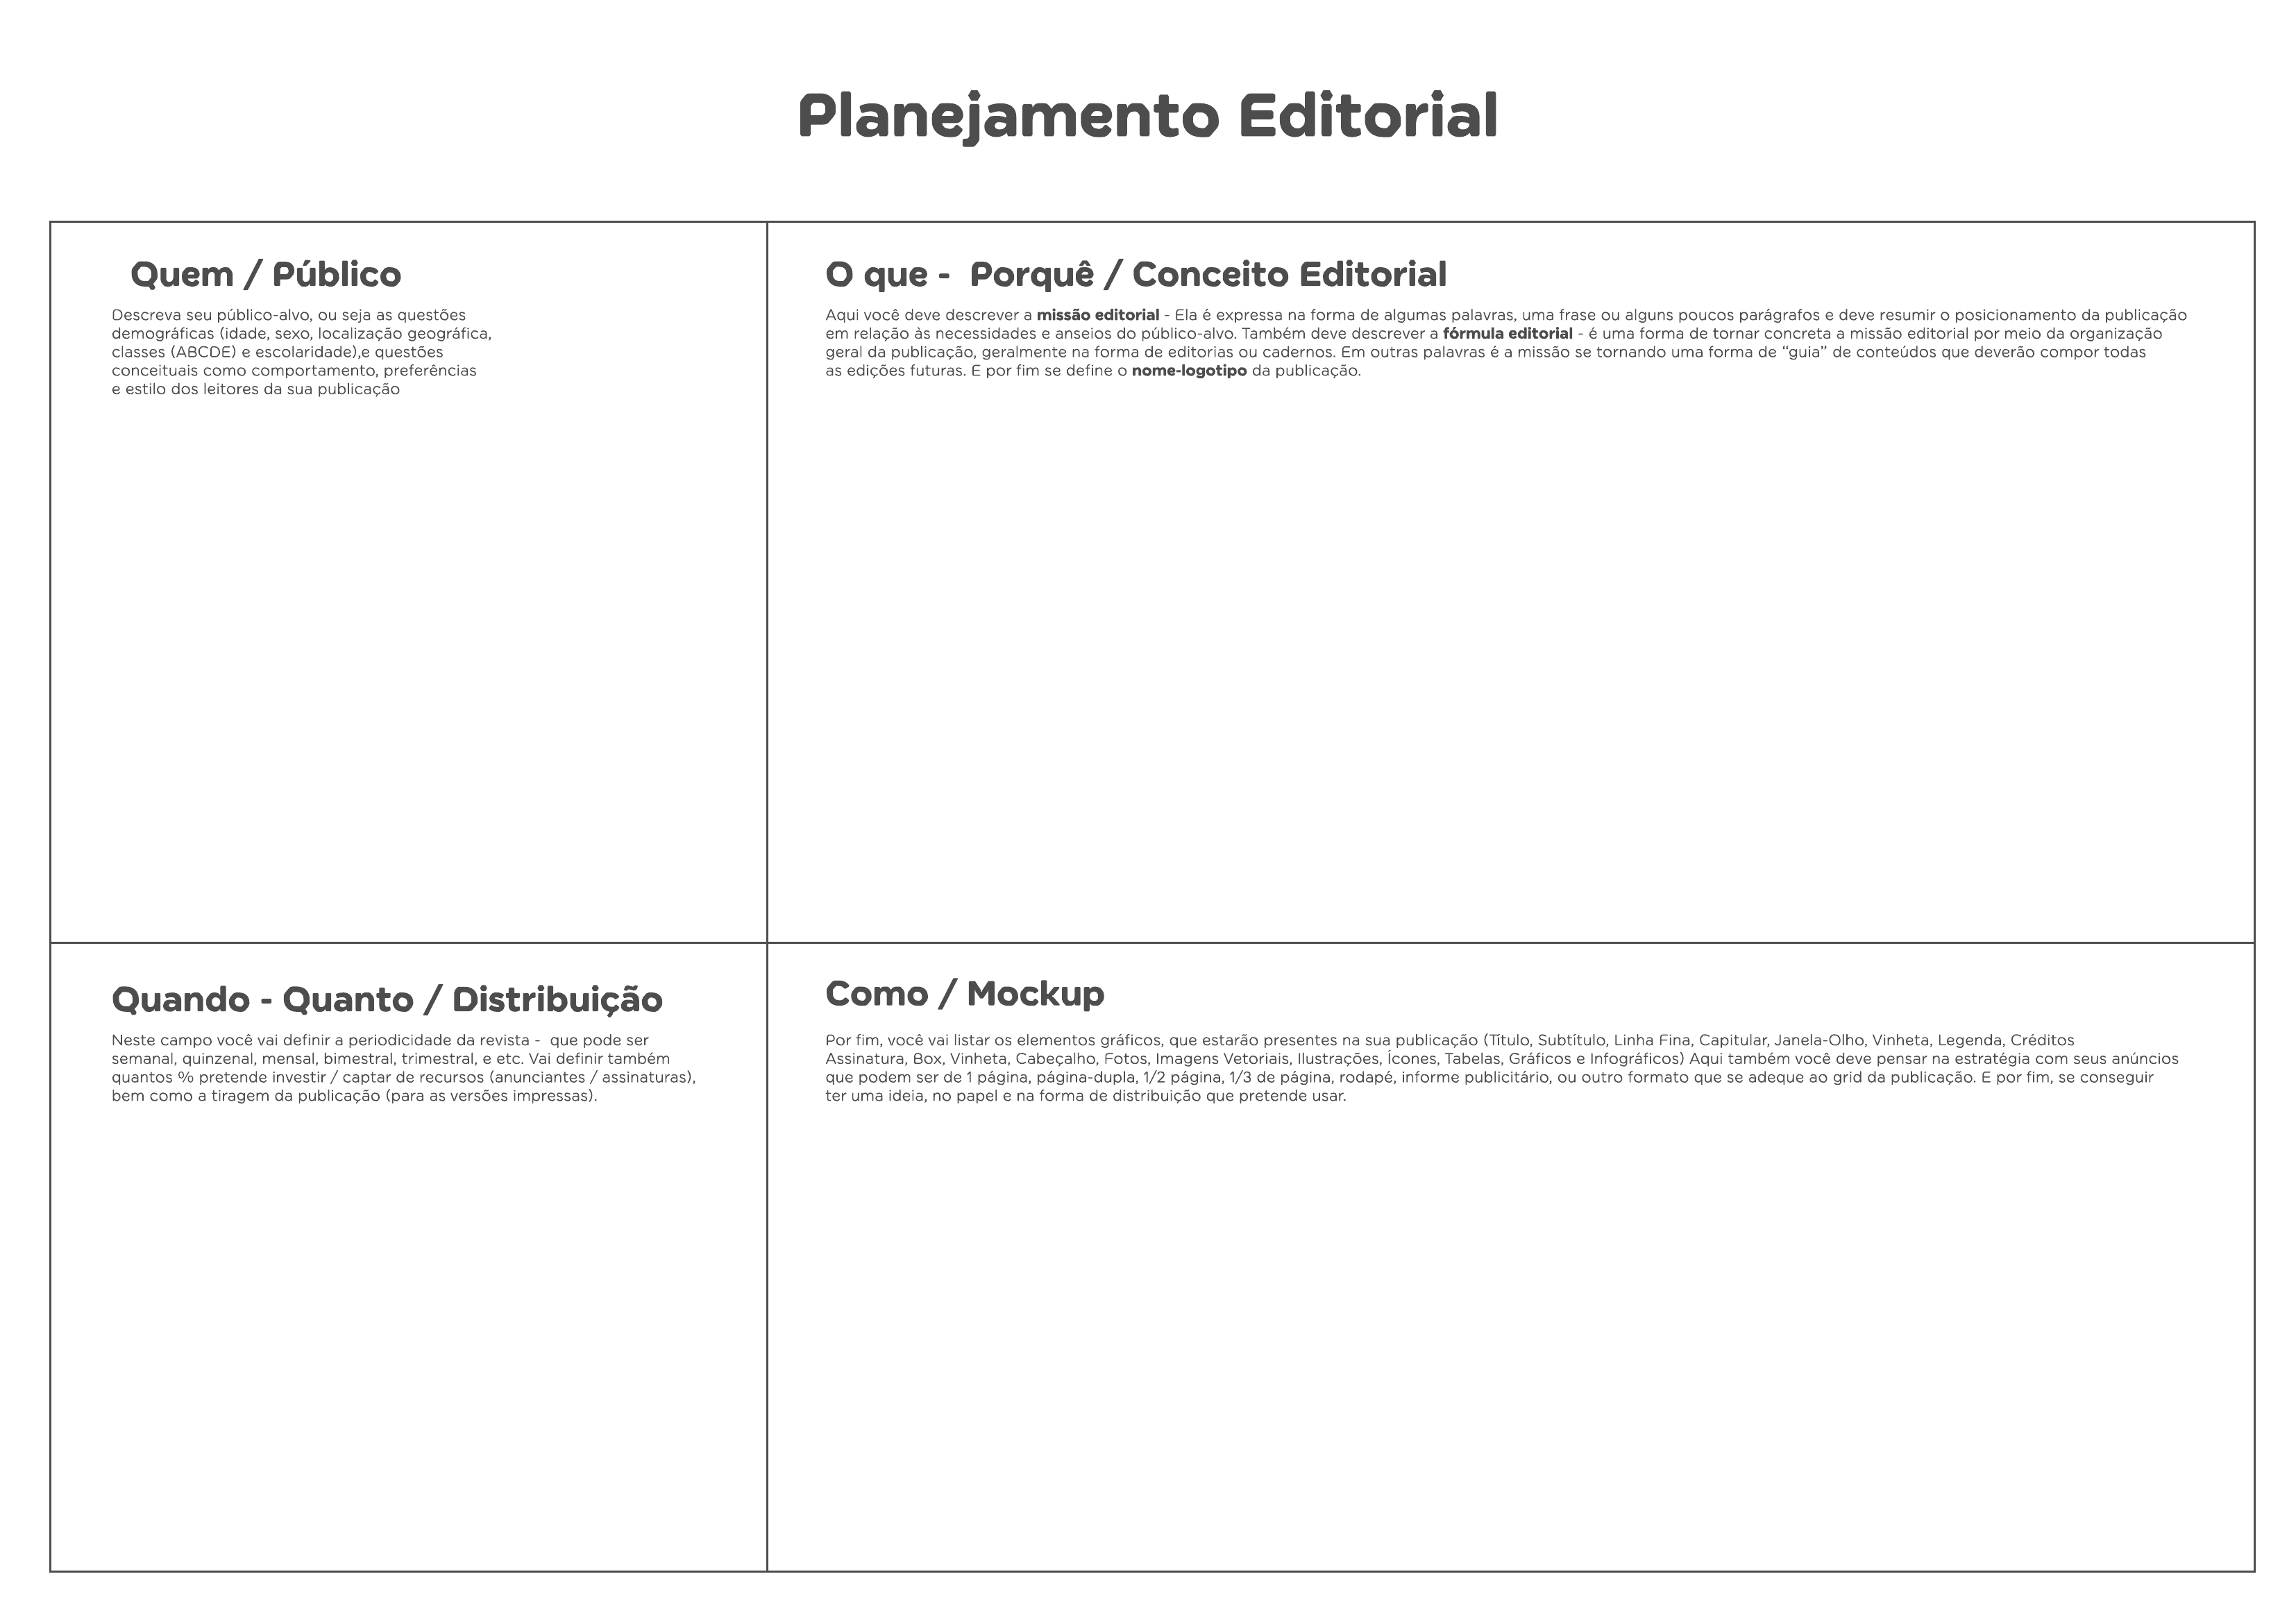 Planejamento Editorial
Quem / Público
Descreva seu público-alvo, ou seja as questões
demográficas (idade, sexo, localização geográfica,
classes (ABCDE) e escolaridade),e questões
conceituais como comportamento, preferências
e estilo dos leitores da sua publicação
O que -  Porquê / Conceito Editorial
Aqui você deve descrever a missão editorial - Ela é expressa na forma de algumas palavras, uma frase ou alguns poucos parágrafos e deve resumir o posicionamento da publicação
em relação às necessidades e anseios do público-alvo. Também deve descrever a fórmula editorial - é uma forma de tornar concreta a missão editorial por meio da organização
geral da publicação, geralmente na forma de editorias ou cadernos. Em outras palavras é a missão se tornando uma forma de “guia” de conteúdos que deverão compor todas
as edições futuras. E por fim se define o nome-logotipo da publicação.
Quando - Quanto / Distribuição
Neste campo você vai definir a periodicidade da revista -  que pode ser
semanal, quinzenal, mensal, bimestral, trimestral, e etc. Vai definir também
quantos % pretende investir / captar de recursos (anunciantes / assinaturas),
bem como a tiragem da publicação (para as versões impressas).
Como / Mockup
Por fim, você vai listar os elementos gráficos, que estarão presentes na sua publicação (Título, Subtítulo, Linha Fina, Capitular, Janela-Olho, Vinheta, Legenda, Créditos
Assinatura, Box, Vinheta, Cabeçalho, Fotos, Imagens Vetoriais, Ilustrações, Ícones, Tabelas, Gráficos e Infográficos) Aqui também você deve pensar na estratégia com seus anúncios
que podem ser de 1 página, página-dupla, 1/2 página, 1/3 de página, rodapé, informe publicitário, ou outro formato que se adeque ao grid da publicação. E por fim, se conseguir
ter uma ideia, no papel e na forma de distribuição que pretende usar.